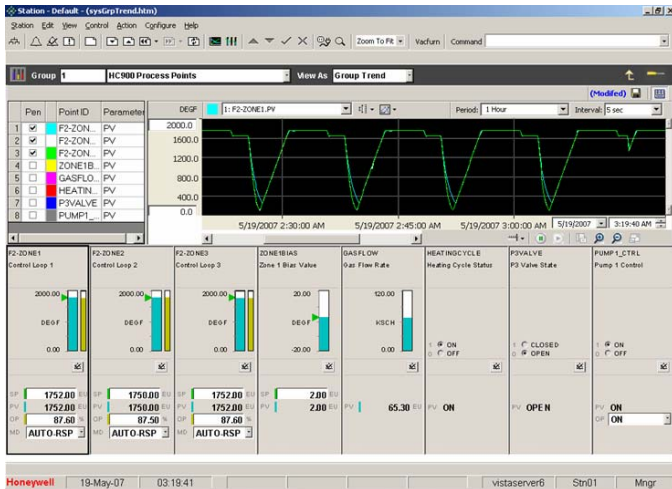 Station - Default - (sysGrpTrend.htm)
Station Edit View Control Action Configure Help
Zoom To Fit Vacfurn Command
Group 1 HC900 Process Points View As Group Trend
(Modified)
Pen Point ID Parameter DEGF 1: F2-ZONE1.PV Period: 1 Hour Interval: 5 sec
1 F2-ZON... PV
2 F2-ZON... PV
3 F2-ZON... PV
4 ZONE1B... PV
5 GASFLO... PV
6 HEATIN... PV
7 P3VALVE PV
8 PUMP1_... PV
2000.0
1600.0
1200.0
800.0
400.0
0.0
5/19/2007 2:30:00 AM 5/19/2007 2:45:00 AM 5/19/2007 3:00:00 AM 5/19/2007 3:19:40 AM
F2-ZONE1 F2-ZONE2 F2-ZONE3 ZONE1BIAS GASFLOW HEATINGCYCLE P3VALVE PUMP1_CTRL
Control Loop 1 Control Loop 2 Control Loop 3 Zone 1 Bias Value Gas Flow Rate Heating Cycle Status P3 Valve State Pump 1 Control
2000.00 2000.00 2000.00 20.00 120.00
DEGF DEGF DEGF DEGF KSCH
1 ON 1 CLOSED 1 ON
0.00 0.00 0.00 -20.00 0.00 0 OFF 0 OPEN 0 OFF
SP 1752.00 EU SP 1750.00 EU SP 1752.00 EU SP 2.00 EU
PV 1752.00 EU PV 1750.00 EU PV 1752.00 EU PV 2.00 EU PV 65.30 EU PV ON PV OPEN PV ON
OP 87.60 % OP 87.50 % OP 87.60 % OP ON
MD AUTO-RSP MD AUTO-RSP MD AUTO-RSP
Honeywell 19-May-07 03:19:41 vistaserver6 Stn01 Mngr